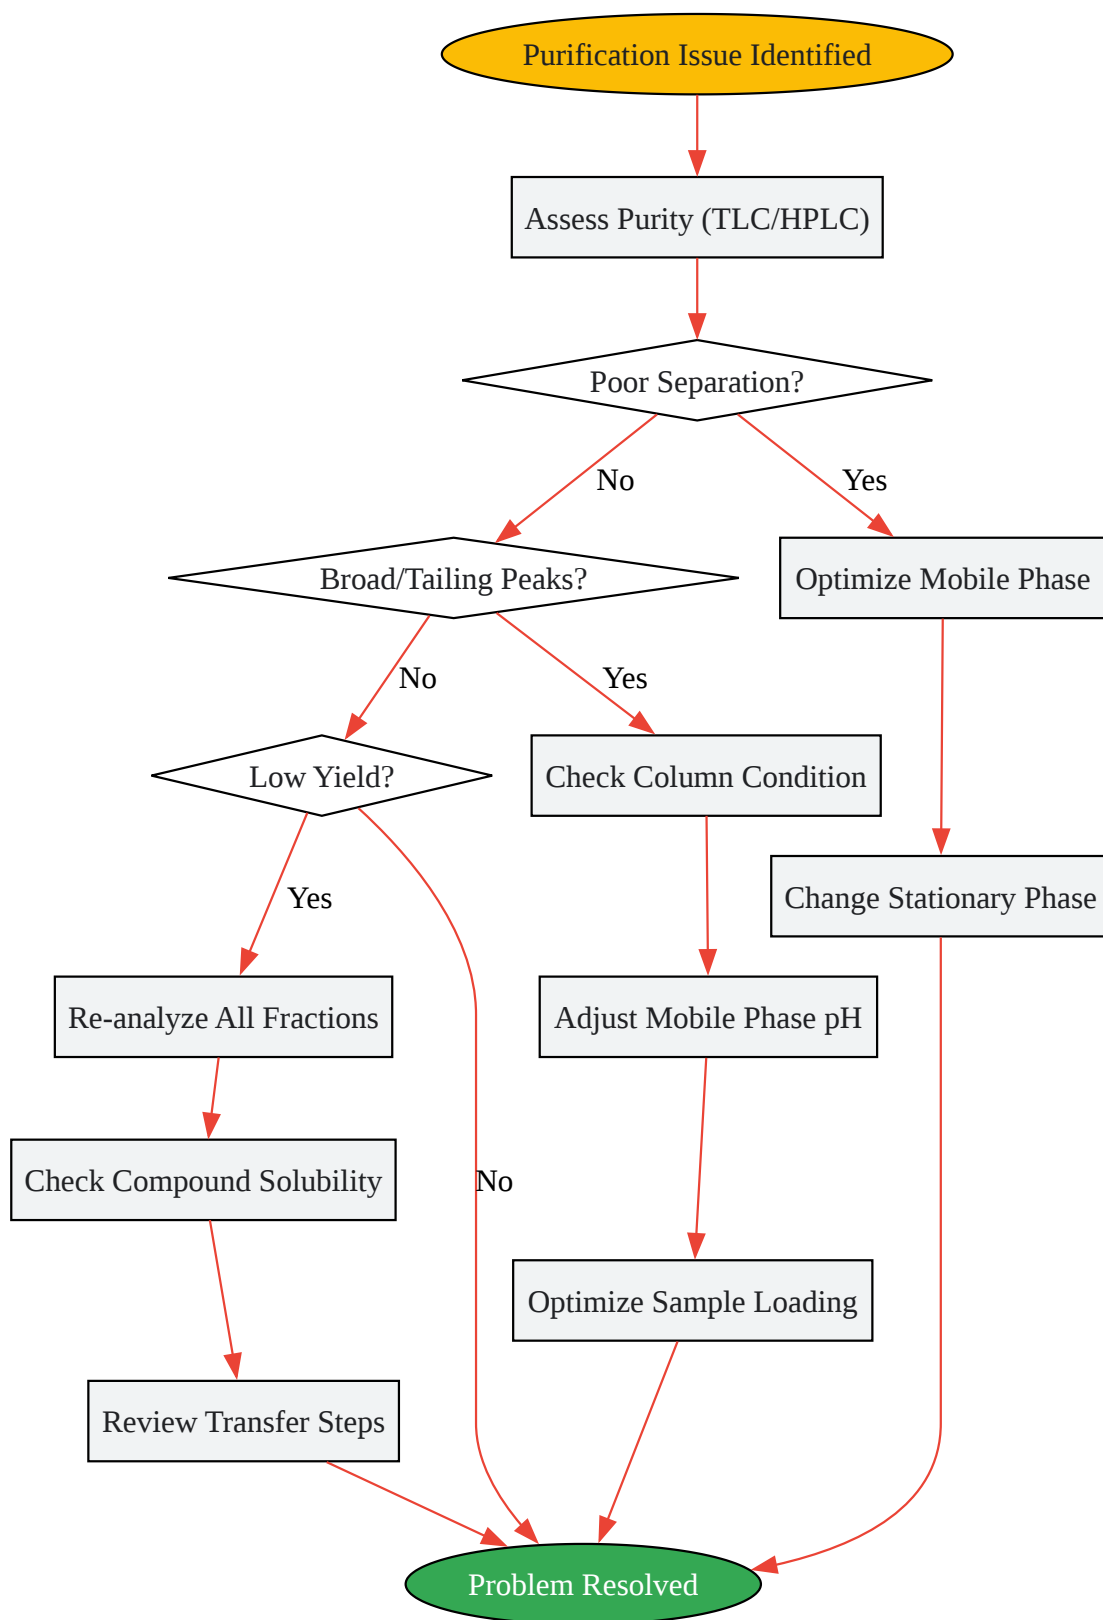 Purification Issue Identified
Assess Purity (TLC/HPLC)
Poor Separation?
No
Yes
Broad/Tailing Peaks?
Optimize Mobile Phase
No
Yes
Low Yield?
Check Column Condition
Yes
Change Stationary Phase
Re-analyze All Fractions
Adjust Mobile Phase pH
Check Compound Solubility
No
Optimize Sample Loading
Review Transfer Steps
Problem Resolved